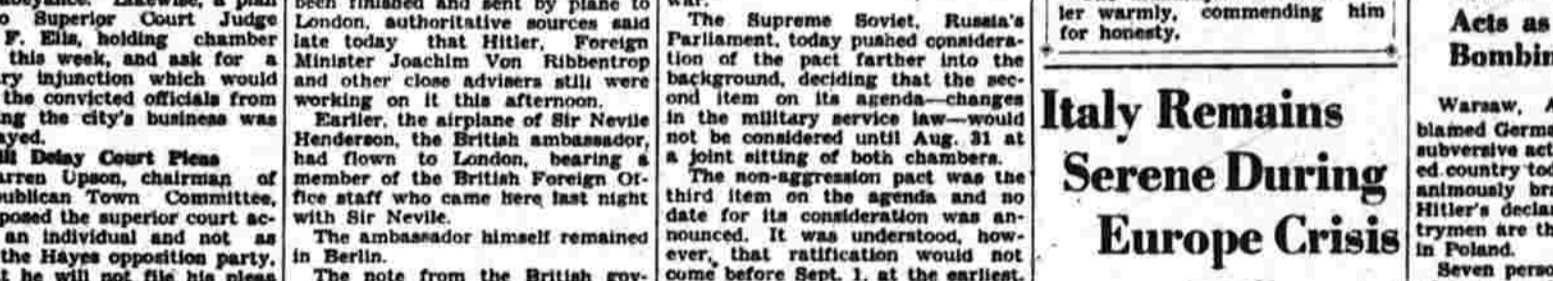 o Superior Court Judge
F. Ells, holding chamber
this week, and ask for a
ry injunction which would
the convicted officials from
ng the city's business was
ayed.
Delay Court Pleas
arren Upson, chairman of
ublican Town Committee,
posed the superior court ac-
an individual and not as
the Hayes opposition party.
t he will not file his pleas
been finished and sent by plane to
London, authoritative sources said
late today that Hitler, Foreign
Minister Joachim Von Ribbentrop
and other close advisers still were
working on it this afternoon.
Earlier, the airplane of Sir Nevile
Henderson, the British ambassador,
had flown to London, bearing a
member of the British Foreign Of-
fice staff who came here last night
with Sir Nevile.
The ambassador himself remained
in Berlin.
The note from the British gov-
war.
The Supreme Soviet, Russia's
Parliament, today pushed considera-
tion of the pact farther into the
background, deciding that the sec-
ond item on its agenda—changes
in the military service law—would
not be considered until Aug. 31 at
a joint sitting of both chambers.
The non-aggression pact was the
third item on the agenda and no
date for its consideration was an-
nounced. It was understood, how-
ever, that ratification would not
come before Sept. 1, at the earliest.
ler warmly, commending him
for honesty.
Italy Remains
Serene During
Europe Crisis
Acts as
Bombin
Warsaw, A
blamed Germa
subversive act
ed country tod
animously bra
Hitler's declar
trymen are th
in Poland.
Seven perso